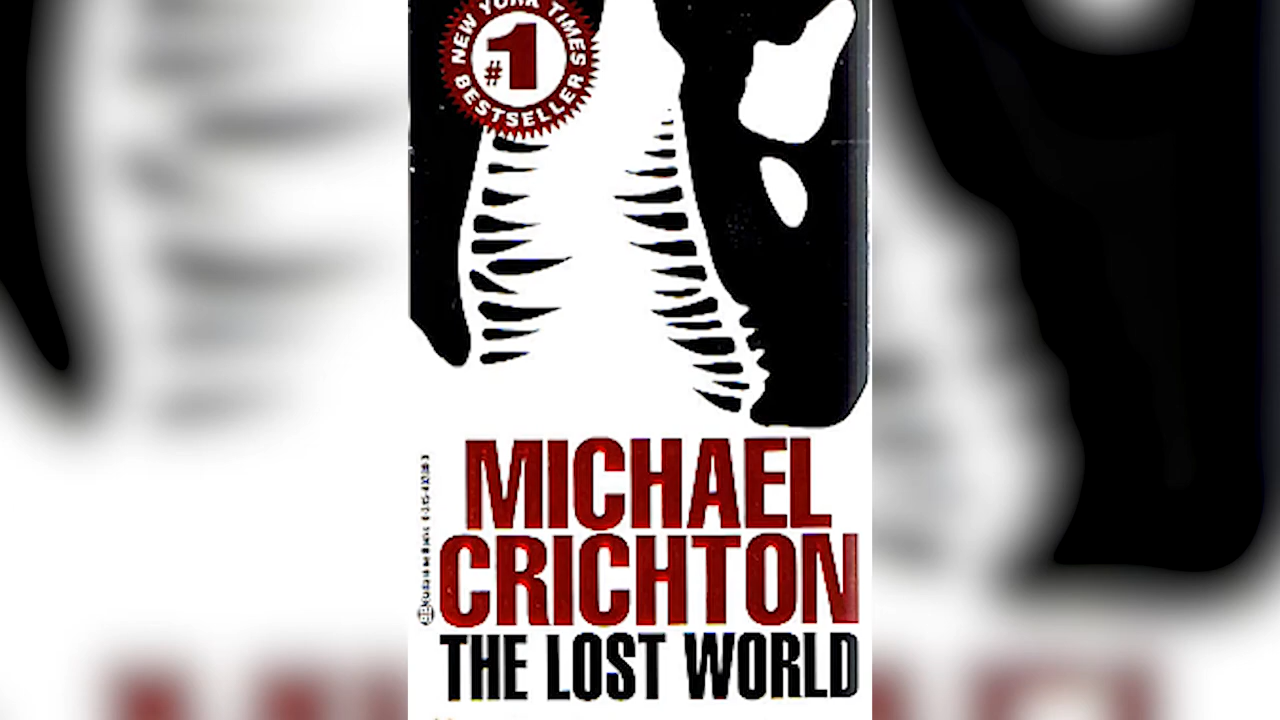 NEW YORK TIMES
#1
BESTSELLER
MICHAEL
CRICHTON
THE LOST WORLD